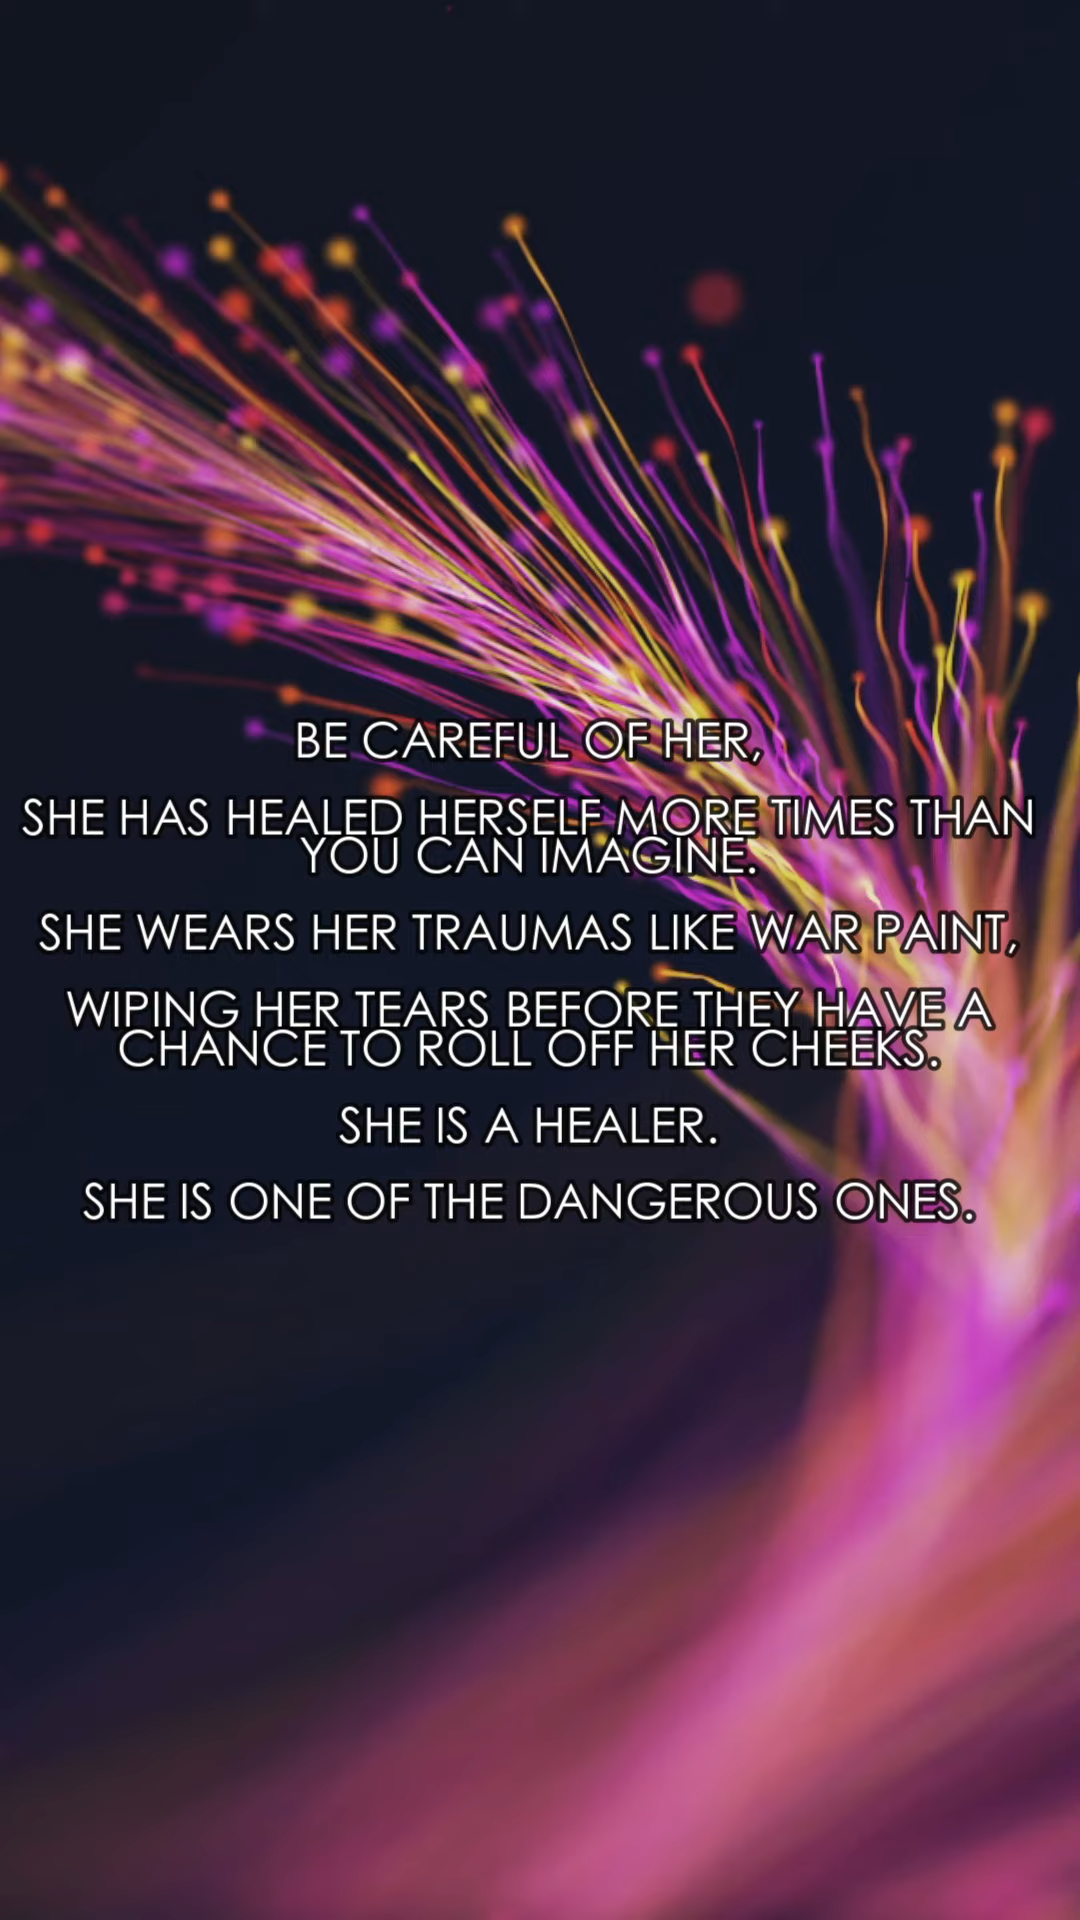 BE CAREFUL OF HER,
SHE HAS HEALED HERSELF MORE TIMES THAN
YOU CAN IMAGINE.
SHE WEARS HER TRAUMAS LIKE WAR PAINT,
WIPING HER TEARS BEFORE THEY HAVE A
CHANCE TO ROLL OFF HER CHEEKS.
SHE IS A HEALER.
SHE IS ONE OF THE DANGEROUS ONES.